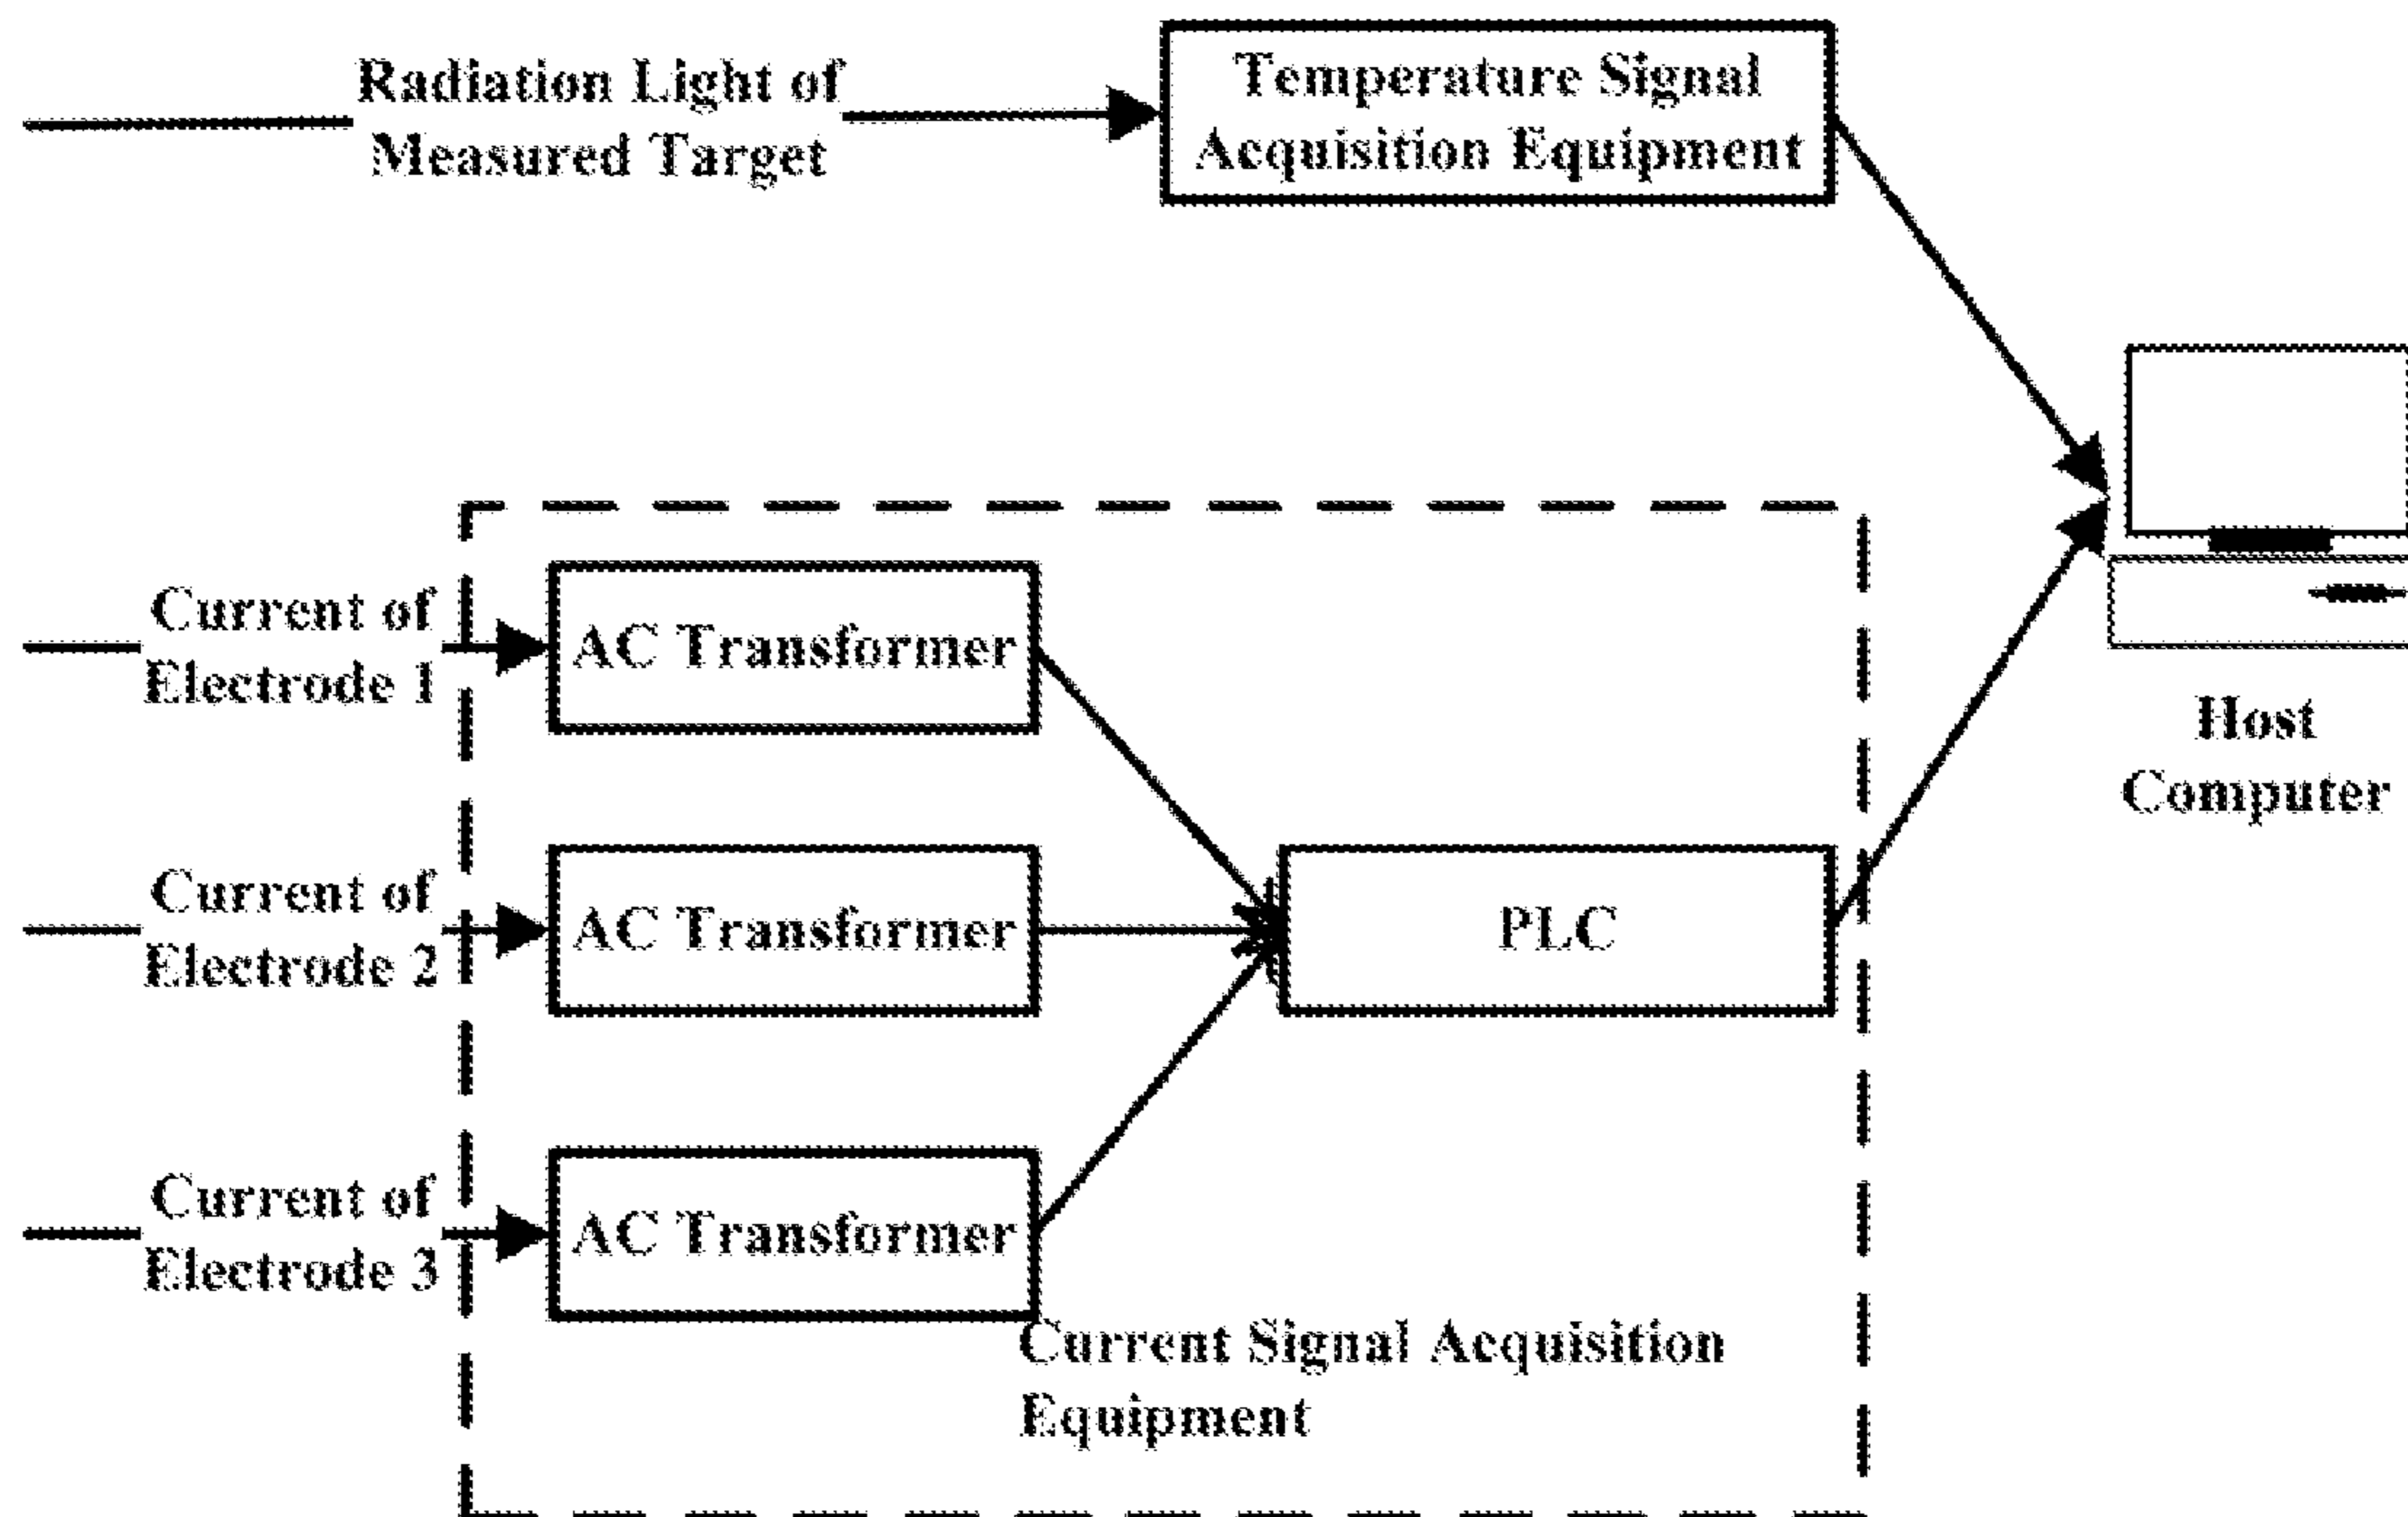 Radiation Light of
Measured Target
Temperature Signal
Acquisition Equipment
Current of
Electrode 1
AC Transformer
Host
Computer
Current of
Electrode 2
AC Transformer
PLC
Current of
Electrode 3
AC Transformer
Current Signal Acquisition
Equipment